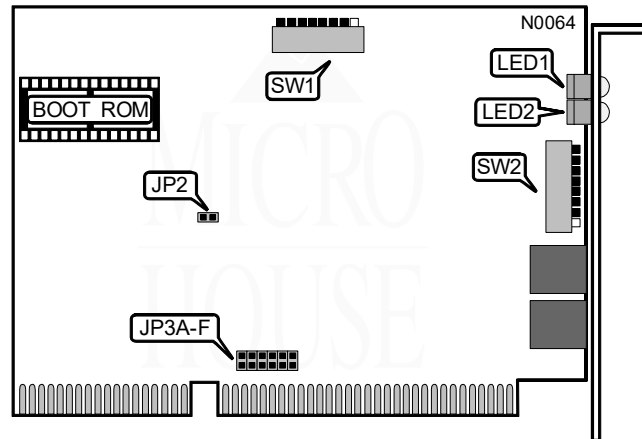 N0064
SW1
LED1
BOOT ROM
LED2
SW2
JP2
MICRO
HOUSE
JP3A-F